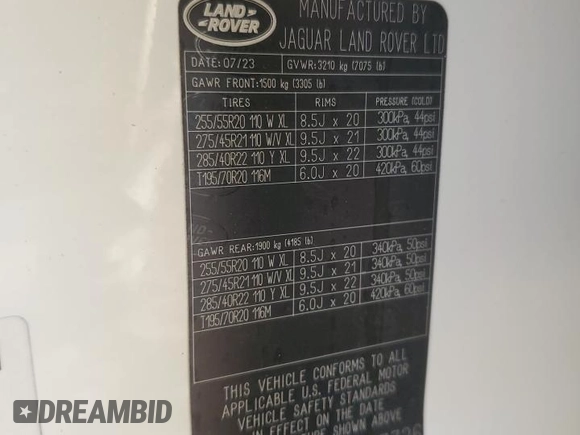 LAND
ROVER
MANUFACTURED BY
JAGUAR LAND ROVER LTD
DATE: 07/23 GVWR: 3210 kg (7075 lb)
GAWR FRONT: 1500 kg (3305 lb)
TIRES RIMS PRESSURE (COLD)
255/55R20 110 W XL 8.5J x 20 300kPa, 44psi
275/45R21 110 W/V XL 9.5J x 21 300kPa, 44psi
285/40R22 110 Y XL 9.5J x 22 300kPa, 44psi
T195/70R20 116M 6.0J x 20 420kPa, 60psi
GAWR REAR: 1900 kg (4185 lb)
255/55R20 110 W XL 8.5J x 20 340kPa, 50psi
275/45R21 110 W/V XL 9.5J x 21 340kPa, 50psi
285/40R22 110 Y XL 9.5J x 22 340kPa, 50psi
T195/70R20 116M 6.0J x 20 420kPa, 60psi
THIS VEHICLE CONFORMS TO ALL
APPLICABLE U.S. FEDERAL MOTOR
VEHICLE SAFETY STANDARDS
IN EFFECT ON THE DATE
SHOWN ABOVE
DREAMBID